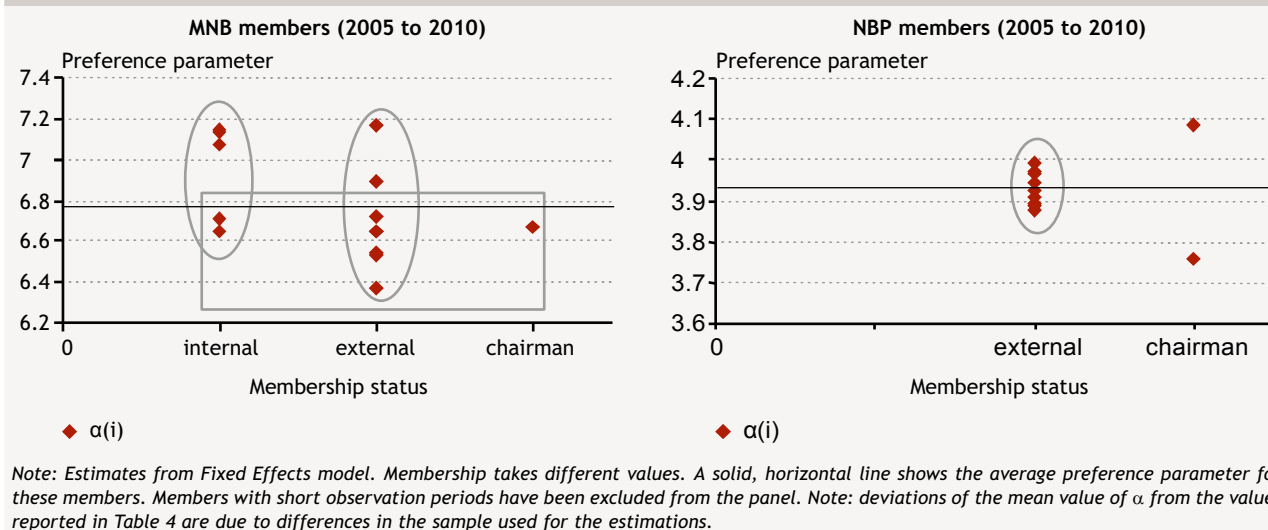 MNB members (2005 to 2010)
Preference parameter
7.4
7.2
7
6.8
6.6
6.4
6.2
0
internal
external
chairman
Membership status
α(i)
NBP members (2005 to 2010)
Preference parameter
4.2
4.1
4
3.9
3.8
3.7
3.6
0
external
chairman
Membership status
α(i)
Note: Estimates from Fixed Effects model. Membership takes different values. A solid, horizontal line shows the average preference parameter fo
these members. Members with short observation periods have been excluded from the panel. Note: deviations of the mean value of α from the value
reported in Table 4 are due to differences in the sample used for the estimations.